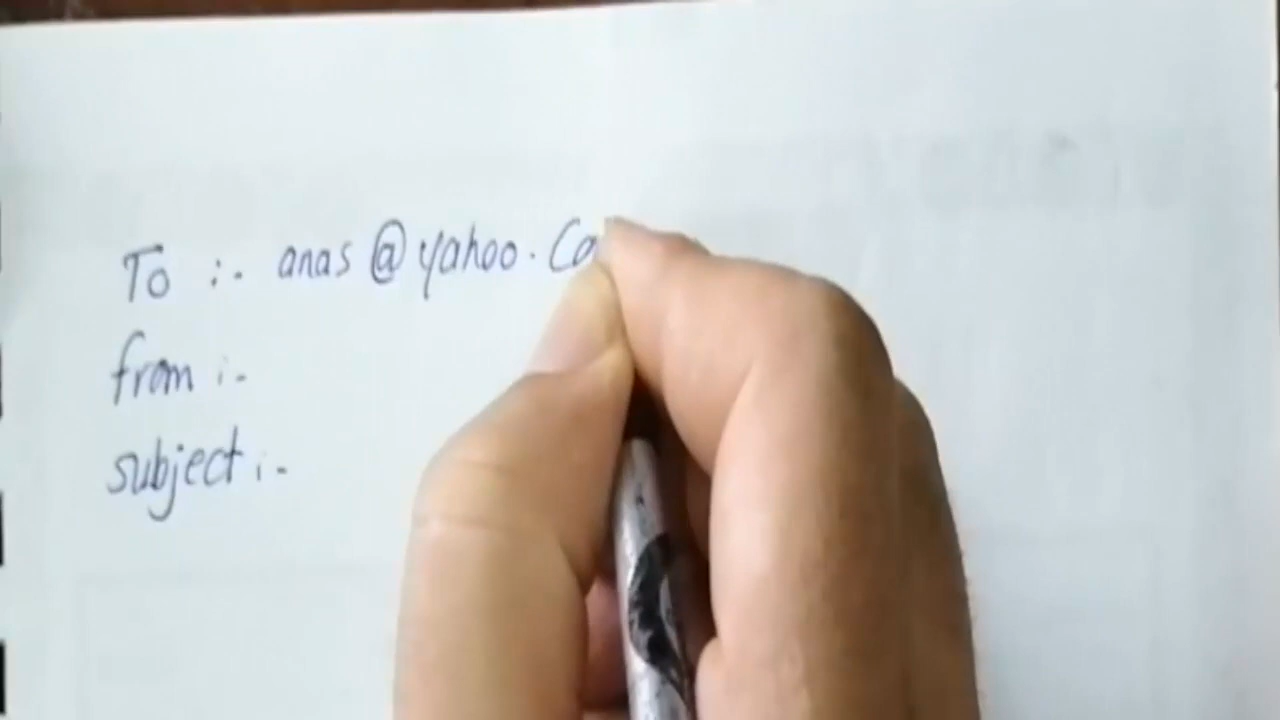 To :- anas@yahoo.Co
from :-
subject :-